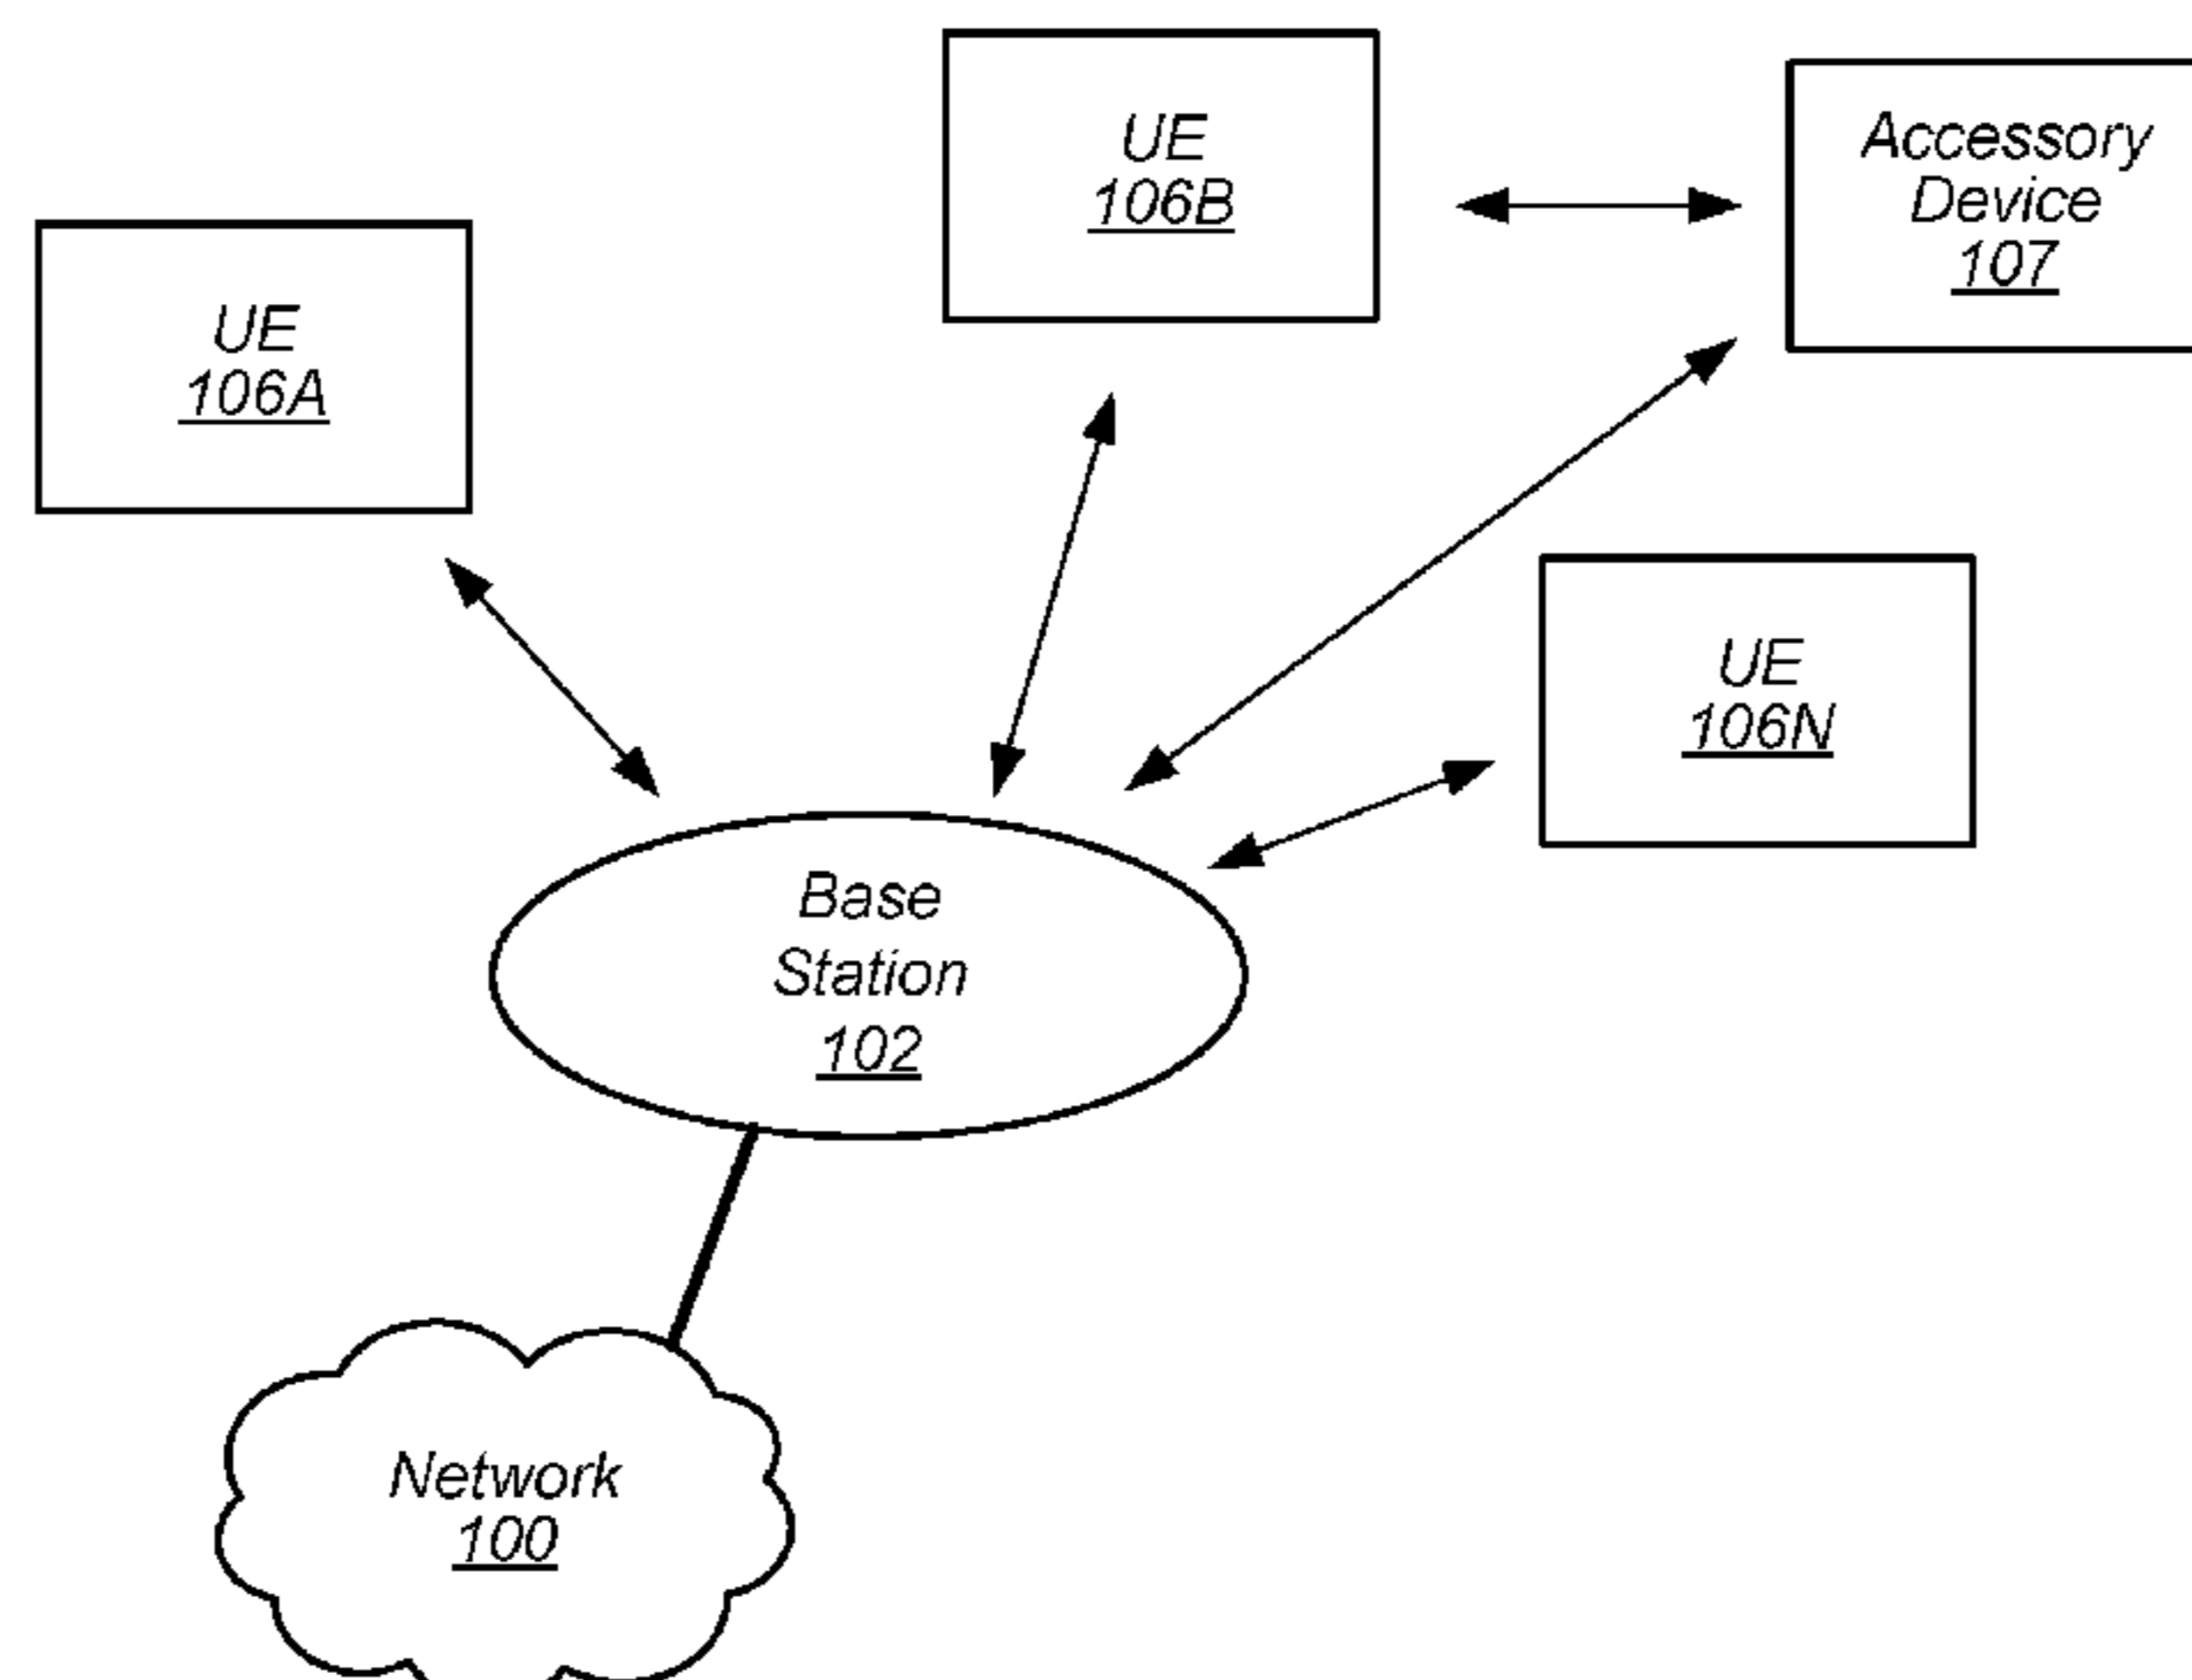 UE
106A
UE
106B
Accessory
Device
107
UE
106N
Base
Station
102
Network
100